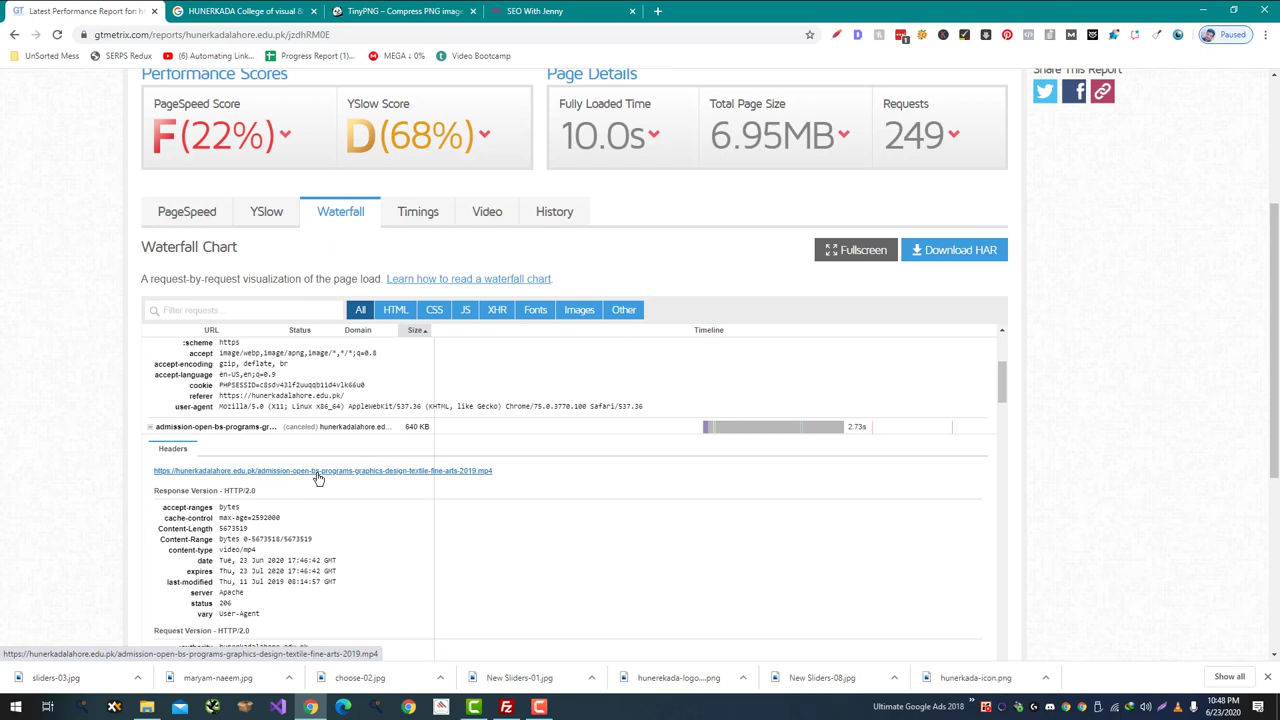 Latest Performance Report for: h
HUNERKADA College of visual &
TinyPNG – Compress PNG image
SEO With Jenny
gtmetrix.com/reports/hunerkadalahore.edu.pk/jzdhRM0E
Paused
UnSorted Mess
SERPS Redux
(6) Automating Link...
Progress Report (1)...
MEGA ↓ 0%
Video Bootcamp
Performance Scores
Page Details
Share This Report
PageSpeed Score
YSlow Score
Fully Loaded Time
Total Page Size
Requests
F(22%)
D(68%)
10.0s
6.95MB
249
PageSpeed
YSlow
Waterfall
Timings
Video
History
Waterfall Chart
Fullscreen
Download HAR
A request-by-request visualization of the page load. Learn how to read a waterfall chart.
Filter requests...
All
HTML
CSS
JS
XHR
Fonts
Images
Other
URL
Status
Domain
Size
Timeline
:scheme https
accept image/webp,image/apng,image/*,*/*;q=0.8
accept-encoding gzip, deflate, br
accept-language en-US,en;q=0.9
cookie PHPSESSID=c8sdv43lf2uuqqb1id4vlk66u0
referer https://hunerkadalahore.edu.pk/
user-agent Mozilla/5.0 (X11; Linux x86_64) AppleWebKit/537.36 (KHTML, like Gecko) Chrome/75.0.3770.100 Safari/537.36
admission-open-bs-programs-gr... (canceled) hunerkadalahore.ed... 640 KB 2.73s
Headers
https://hunerkadalahore.edu.pk/admission-open-bs-programs-graphics-design-textile-fine-arts-2019.mp4
Response Version - HTTP/2.0
accept-ranges bytes
cache-control max-age=2592000
Content-Length 5673519
Content-Range bytes 0-5673518/5673519
content-type video/mp4
date Tue, 23 Jun 2020 17:46:42 GMT
expires Thu, 23 Jul 2020 17:46:42 GMT
last-modified Thu, 11 Jul 2019 08:14:57 GMT
server Apache
status 206
vary User-Agent
Request Version - HTTP/2.0
https://hunerkadalahore.edu.pk/admission-open-bs-programs-graphics-design-textile-fine-arts-2019.mp4
sliders-03.jpg
maryam-naeem.jpg
choose-02.jpg
New Sliders-01.jpg
hunerekada-logo....png
New Sliders-08.jpg
hunerkada-icon.png
Show all
Ultimate Google Ads 2018
10:48 PM
6/23/2020